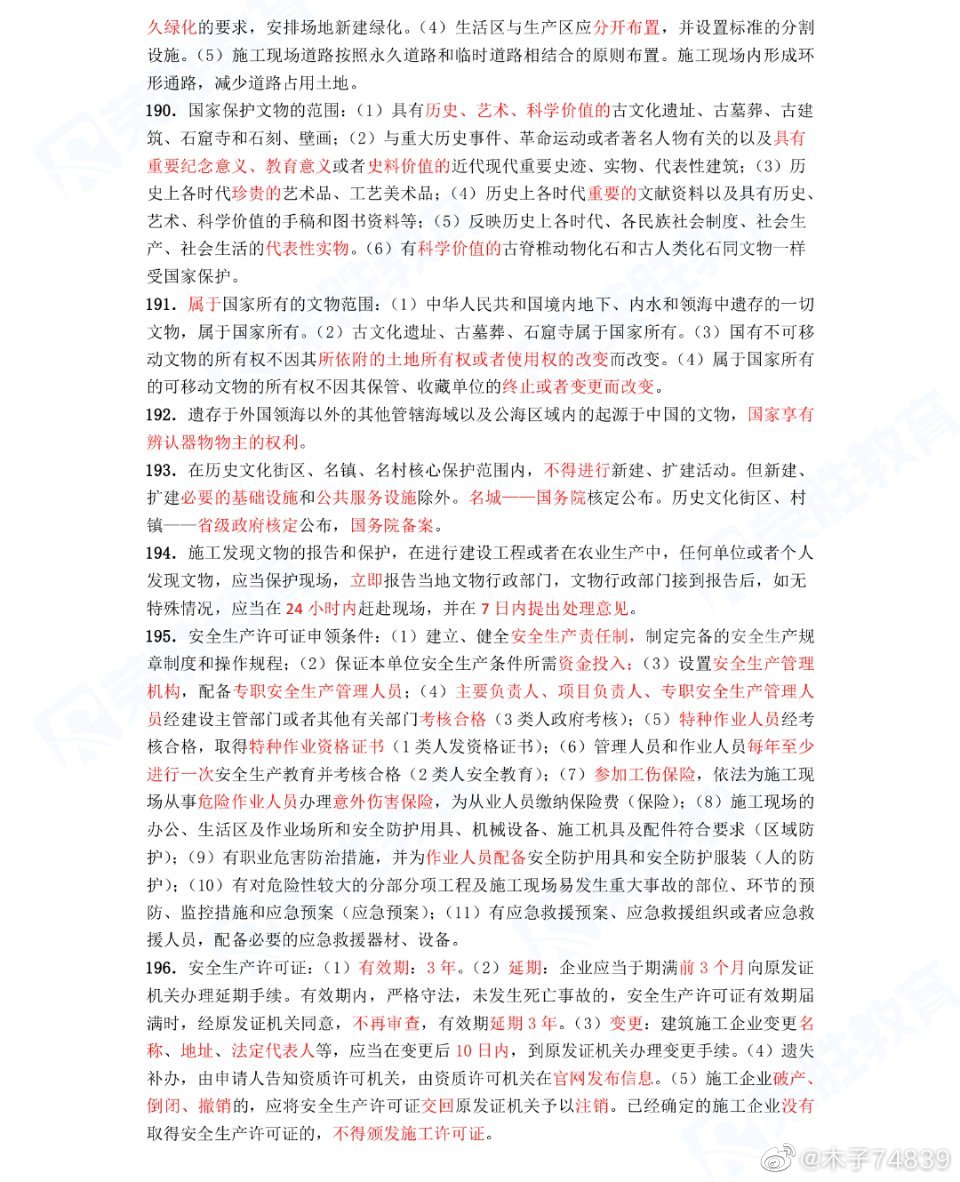 久绿化的要求，安排场地新建绿化。（4）生活区与生产区应分开布置，并设置标准的分割
设施。（5）施工现场道路按照永久道路和临时道路相结合的原则布置。施工现场内形成环
形通路，减少道路占用土地。
190．国家保护文物的范围：（1）具有历史、艺术、科学价值的古文化遗址、古墓葬、古建
筑、石窟寺和石刻、壁画；（2）与重大历史事件、革命运动或者著名人物有关的以及具有
重要纪念意义、教育意义或者史料价值的近代现代重要史迹、实物、代表性建筑；（3）历
史上各时代珍贵的艺术品、工艺美术品；（4）历史上各时代重要的文献资料以及具有历史、
艺术、科学价值的手稿和图书资料等；（5）反映历史上各时代、各民族社会制度、社会生
产、社会生活的代表性实物。（6）有科学价值的古脊椎动物化石和古人类化石同文物一样
受国家保护。
191．属于国家所有的文物范围：（1）中华人民共和国境内地下、内水和领海中遗存的一切
文物，属于国家所有。（2）古文化遗址、古墓葬、石窟寺属于国家所有。（3）国有不可移
动文物的所有权不因其所依附的土地所有权或者使用权的改变而改变。（4）属于国家所有
的可移动文物的所有权不因其保管、收藏单位的终止或者变更而改变。
192．遗存于外国领海以外的其他管辖海域以及公海区域内的起源于中国的文物，国家享有
辨认器物物主的权利。
193．在历史文化街区、名镇、名村核心保护范围内，不得进行新建、扩建活动。但新建、
扩建必要的基础设施和公共服务设施除外。名城——国务院核定公布。历史文化街区、村
镇——省级政府核定公布，国务院备案。
194．施工发现文物的报告和保护，在进行建设工程或者在农业生产中，任何单位或者个人
发现文物，应当保护现场，立即报告当地文物行政部门，文物行政部门接到报告后，如无
特殊情况，应当在 24 小时内赶赴现场，并在 7 日内提出处理意见。
195．安全生产许可证申领条件：（1）建立、健全安全生产责任制，制定完备的安全生产规
章制度和操作规程；（2）保证本单位安全生产条件所需资金投入；（3）设置安全生产管理
机构，配备专职安全生产管理人员；（4）主要负责人、项目负责人、专职安全生产管理人
员经建设主管部门或者其他有关部门考核合格（3 类人政府考核）；（5）特种作业人员经考
核合格，取得特种作业资格证书（1 类人发资格证书）；（6）管理人员和作业人员每年至少
进行一次安全生产教育并考核合格（2 类人安全教育）；（7）参加工伤保险，依法为施工现
场从事危险作业人员办理意外伤害保险，为从业人员缴纳保险费（保险）；（8）施工现场的
办公、生活区及作业场所和安全防护用具、机械设备、施工机具及配件符合要求（区域防
护）；（9）有职业危害防治措施，并为作业人员配备安全防护用具和安全防护服装（人的防
护）；（10）有对危险性较大的分部分项工程及施工现场易发生重大事故的部位、环节的预
防、监控措施和应急预案（应急预案）；（11）有应急救援预案、应急救援组织或者应急救
援人员，配备必要的应急救援器材、设备。
196．安全生产许可证：（1）有效期：3 年。（2）延期：企业应当于期满前 3 个月向原发证
机关办理延期手续。有效期内，严格守法，未发生死亡事故的，安全生产许可证有效期届
满时，经原发证机关同意，不再审查，有效期延期 3 年。（3）变更：建筑施工企业变更名
称、地址、法定代表人等，应当在变更后 10 日内，到原发证机关办理变更手续。（4）遗失
补办，由申请人告知资质许可机关，由资质许可机关在官网发布信息。（5）施工企业破产、
倒闭、撤销的，应将安全生产许可证交回原发证机关予以注销。已经确定的施工企业没有
取得安全生产许可证的，不得颁发施工许可证。
@木子74839